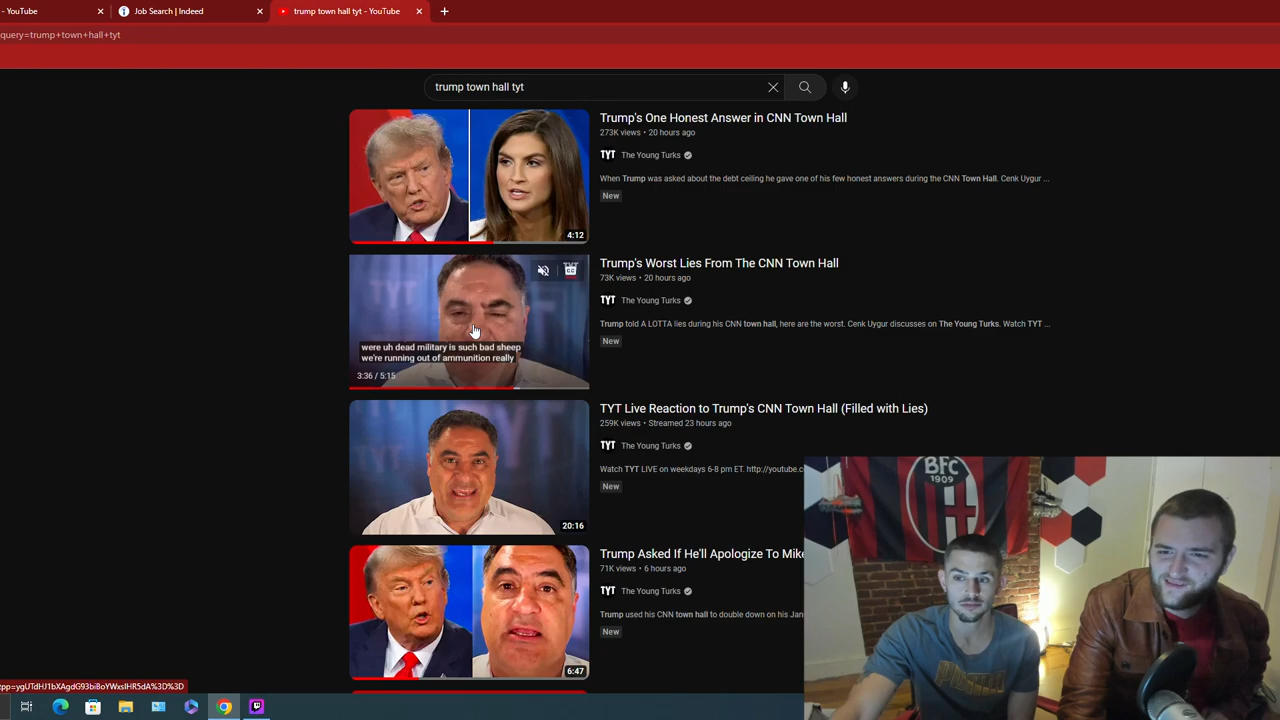 - YouTube
Job Search | Indeed
trump town hall tyt - YouTube
query=trump+town+hall+tyt
trump town hall tyt
Trump's One Honest Answer in CNN Town Hall
273K views • 20 hours ago
TYT The Young Turks
When Trump was asked about the debt ceiling he gave one of his few honest answers during the CNN Town Hall. Cenk Uygur ...
New
4:12
Trump's Worst Lies From The CNN Town Hall
73K views • 20 hours ago
TYT The Young Turks
Trump told A LOTTA lies during his CNN town hall, here are the worst. Cenk Uygur discusses on The Young Turks. Watch TYT ...
New
were uh dead military is such bad sheep
we're running out of ammunition really
3:36 / 5:15
TYT Live Reaction to Trump's CNN Town Hall (Filled with Lies)
259K views • Streamed 23 hours ago
TYT The Young Turks
Watch TYT LIVE on weekdays 6-8 pm ET. http://youtube.c
New
20:16
Trump Asked If He'll Apologize To Mike
71K views • 6 hours ago
TYT The Young Turks
Trump used his CNN town hall to double down on his Jan
New
6:47
BFC
1909